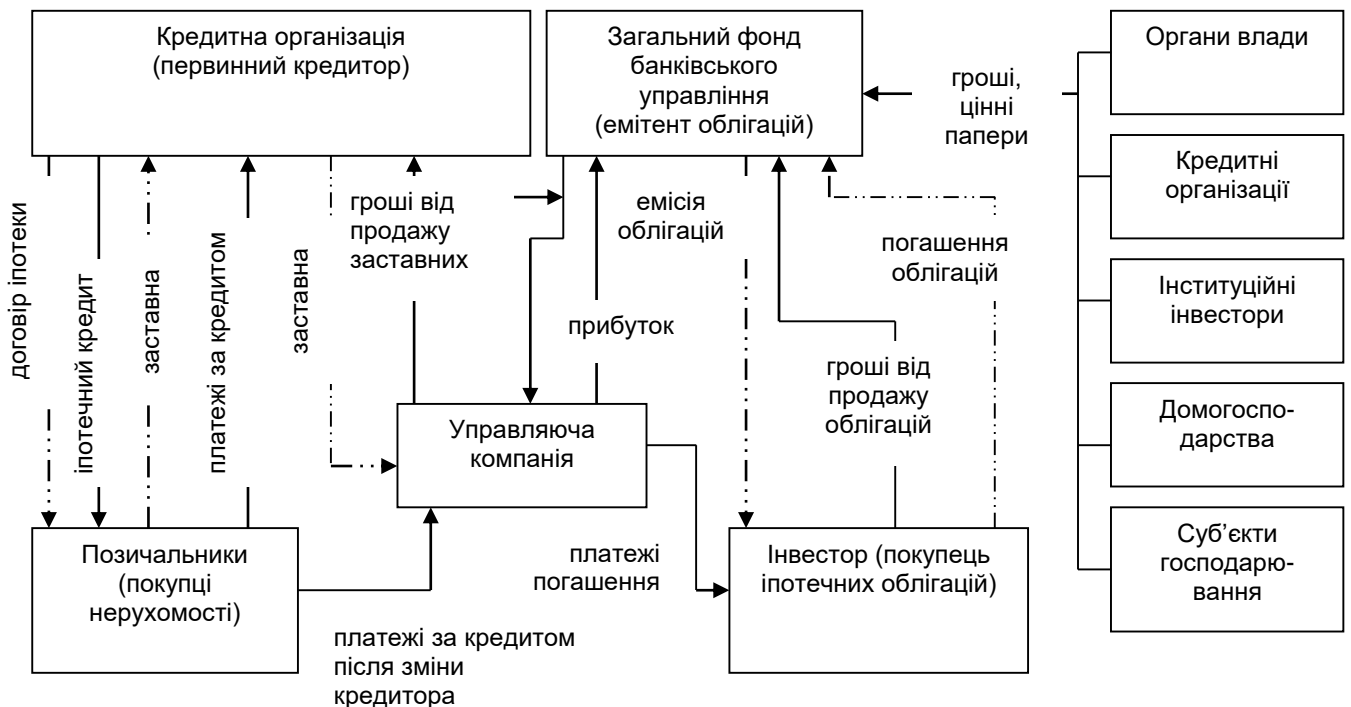 Кредитна організація
(первинний кредитор)
Загальний фонд
банківського
управління
(емітент облігацій)
гроші,
цінні
папери
Органи влади
Кредитні
організації
Інституційні
інвестори
Домогоспо-
дарства
Суб’єкти
господарю-
вання
договір іпотеки
іпотечний кредит
заставна
платежі за кредитом
заставна
гроші від
продажу
заставних
емісія
облігацій
погашення
облігацій
прибуток
гроші від
продажу
облігацій
Управляюча
компанія
Позичальники
(покупці
нерухомості)
платежі
погашення
Інвестор (покупець
іпотечних облігацій)
платежі за кредитом
після зміни
кредитора